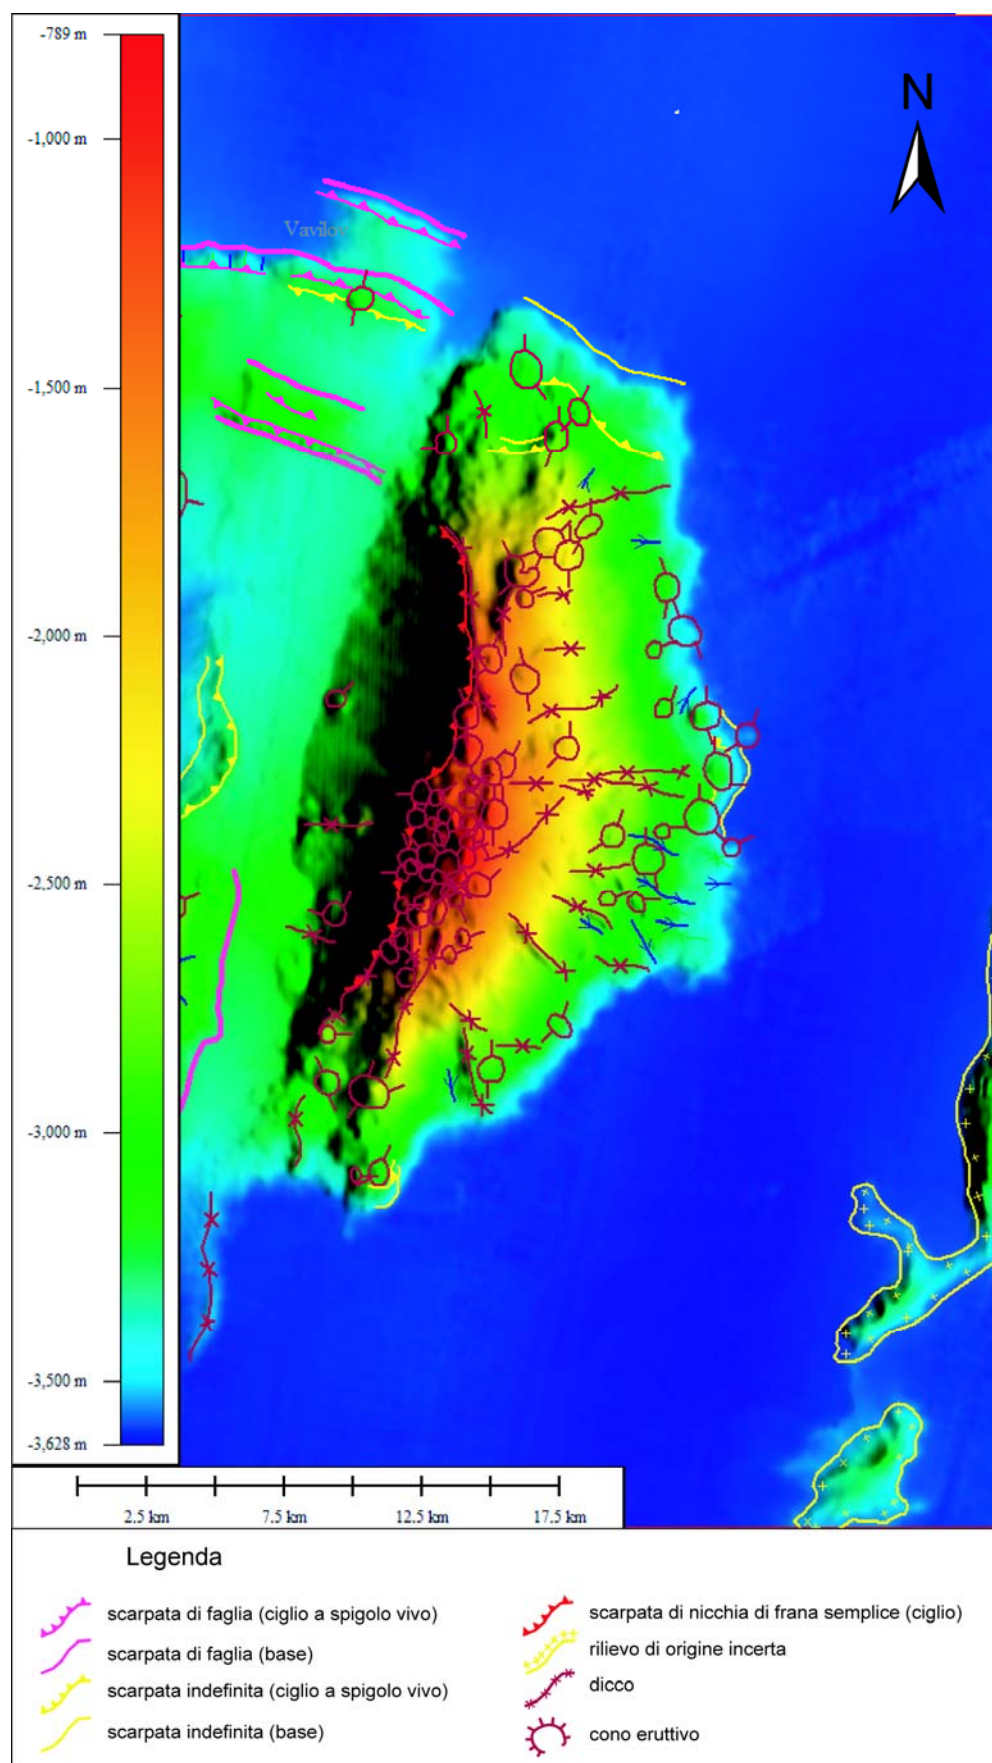 -789 m
-1,000 m
-1,500 m
-2,000 m
-2,500 m
-3,000 m
-3,500 m
-3,628 m
N
Vavilov
2.5 km 7.5 km 12.5 km 17.5 km
Legenda
scarpata di faglia (ciglio a spigolo vivo)
scarpata di faglia (base)
scarpata indefinita (ciglio a spigolo vivo)
scarpata indefinita (base)
scarpata di nicchia di frana semplice (ciglio)
rilievo di origine incerta
dicco
cono eruttivo